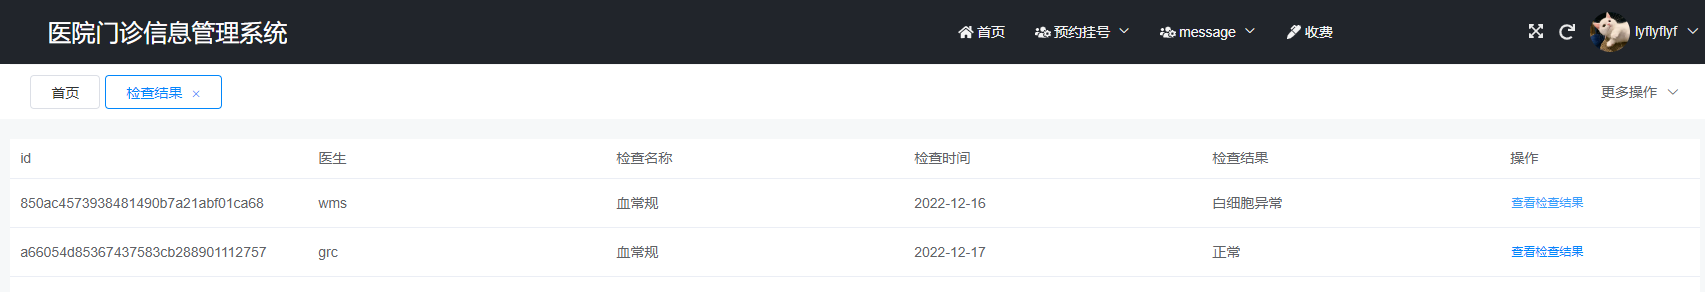 医院门诊信息管理系统 首页 预约挂号 message 收费 lyflyflyf
首页 检查结果 × 更多操作
id 医生 检查名称 检查时间 检查结果 操作
850ac4573938481490b7a21abf01ca68 wms 血常规 2022-12-16 白细胞异常 查看检查结果
a66054d85367437583cb288901112757 grc 血常规 2022-12-17 正常 查看检查结果